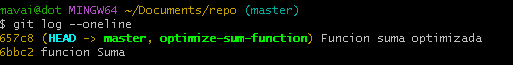 mavai@dot MINGW64 ~/Documents/repo (master)
$ git log --oneline
657c8 (HEAD -> master, optimize-sum-function) Funcion suma optimizada
6bbc2 funcion Suma